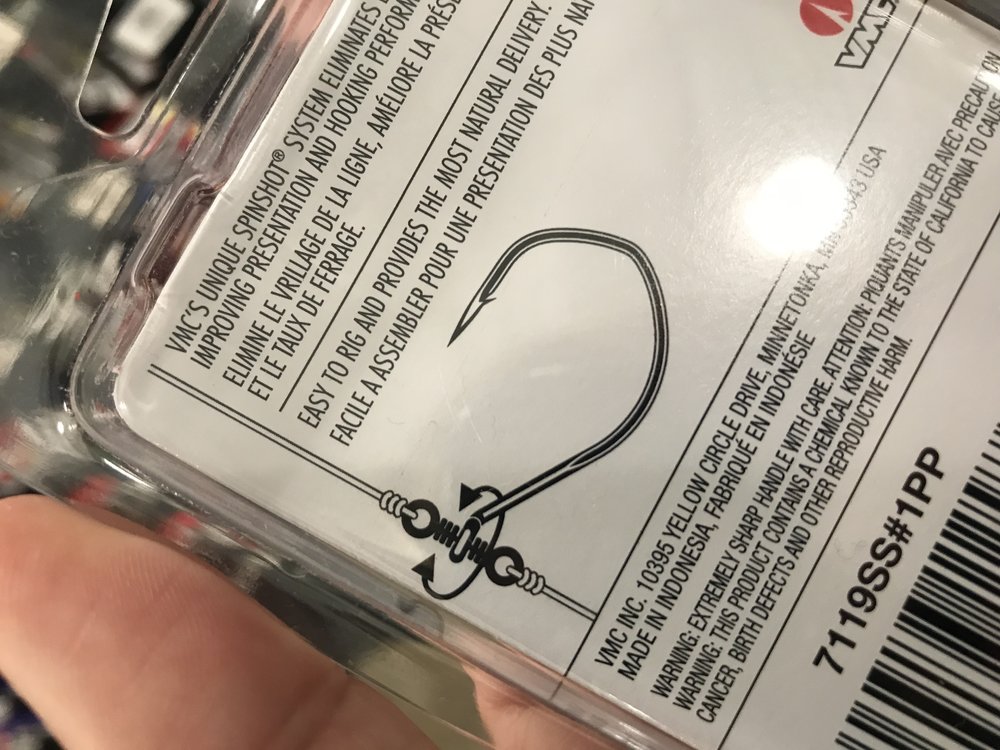 VMC'S UNIQUE SPINSHOT® SYSTEM ELIMINATES
IMPROVING PRESENTATION AND HOOKING PERFORM
ELIMINE LE VRILLAGE DE LA LIGNE, AMÉLIORE LA PRÉSE
ET LE TAUX DE FERRAGE.
EASY TO RIG AND PROVIDES THE MOST NATURAL DELIVERY.
FACILE A ASSEMBLER POUR UNE PRESENTATION DES PLUS NA
VMC
VMC INC. 10395 YELLOW CIRCLE DRIVE, MINNETONKA, USA
MADE IN INDONESIA, FABRIQUÉ EN INDONÉSIE
WARNING: EXTREMELY SHARP HANDLE WITH CARE. ATTENTION: PIQUANTS MANIPULER AVEC PRECAUTION
WARNING: THIS PRODUCT CONTAINS A CHEMICAL KNOWN TO THE STATE OF CALIFORNIA TO CAUSE
CANCER, BIRTH DEFECTS AND OTHER REPRODUCTIVE HARM.
7119SS#1PP